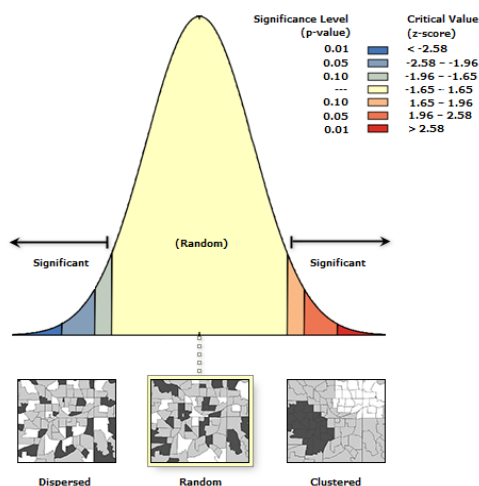 Significance Level Critical Value
(p-value) (z-score)
0.01 < -2.58
0.05 -2.58 – -1.96
0.10 -1.96 – -1.65
--- -1.65 – 1.65
0.10 1.65 – 1.96
0.05 1.96 – 2.58
0.01 > 2.58
(Random)
Significant Significant
Dispersed Random Clustered